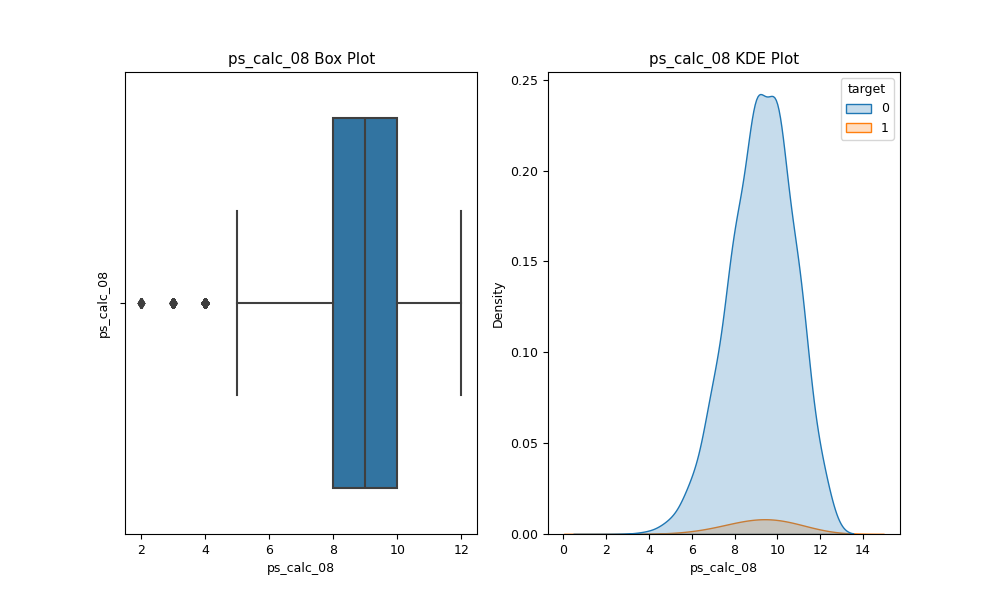 ps_calc_08 Box Plot
ps_calc_08
2 4 6 8 10 12
ps_calc_08
ps_calc_08 KDE Plot
target
0
1
Density
0.25
0.20
0.15
0.10
0.05
0.00
0 2 4 6 8 10 12 14
ps_calc_08